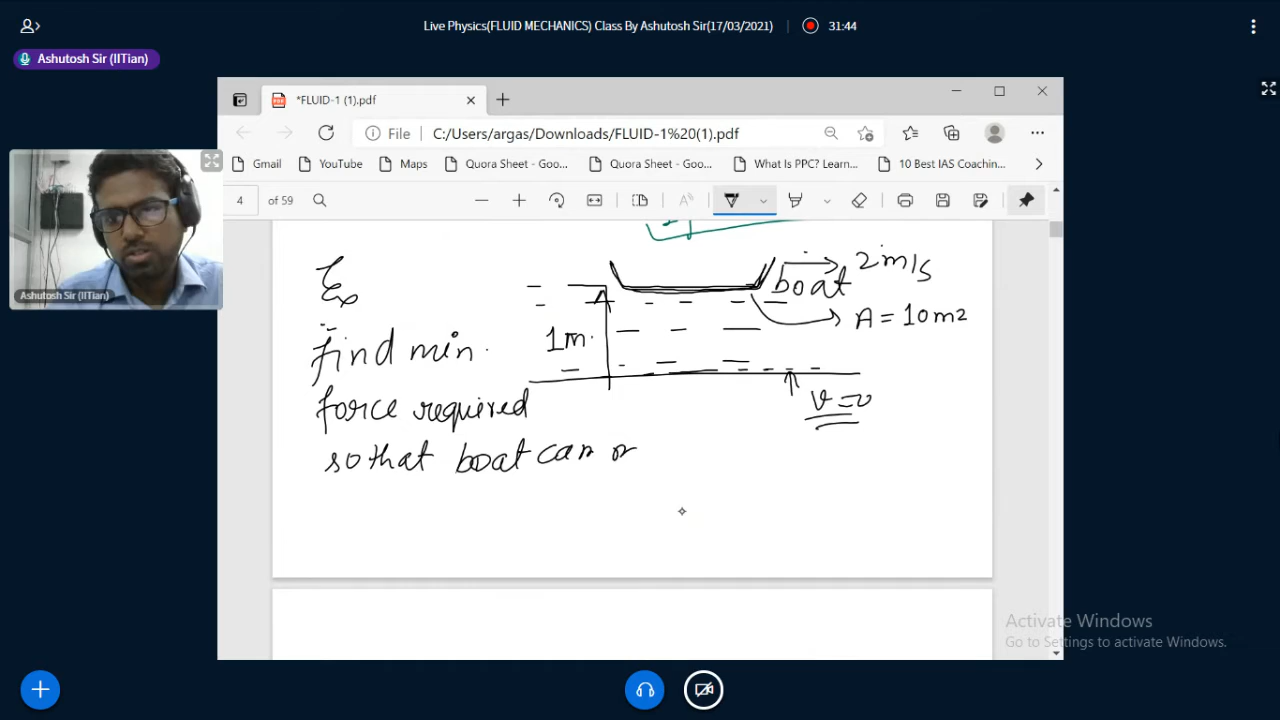 Live Physics(FLUID MECHANICS) Class By Ashutosh Sir(17/03/2021)
31:44
Ashutosh Sir (IITian)
*FLUID-1 (1).pdf
File
C:/Users/argas/Downloads/FLUID-1%20(1).pdf
Gmail
YouTube
Maps
Quora Sheet - Goo...
Quora Sheet - Goo...
What Is PPC? Learn...
10 Best IAS Coachin...
4 of 59
Ashutosh Sir (IITian)
Ex
boat 2m/s
A = 10m2
1m.
find min.
v=0
force required
so that boat can
Activate Windows
Go to Settings to activate Windows.